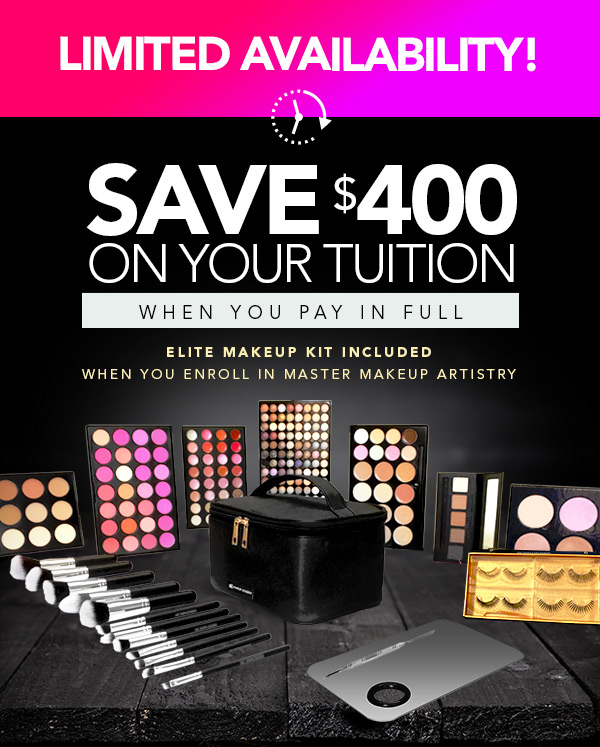 LIMITED AVAILABILITY!
SAVE $400
ON YOUR TUITION
WHEN YOU PAY IN FULL
ELITE MAKEUP KIT INCLUDED
WHEN YOU ENROLL IN MASTER MAKEUP ARTISTRY